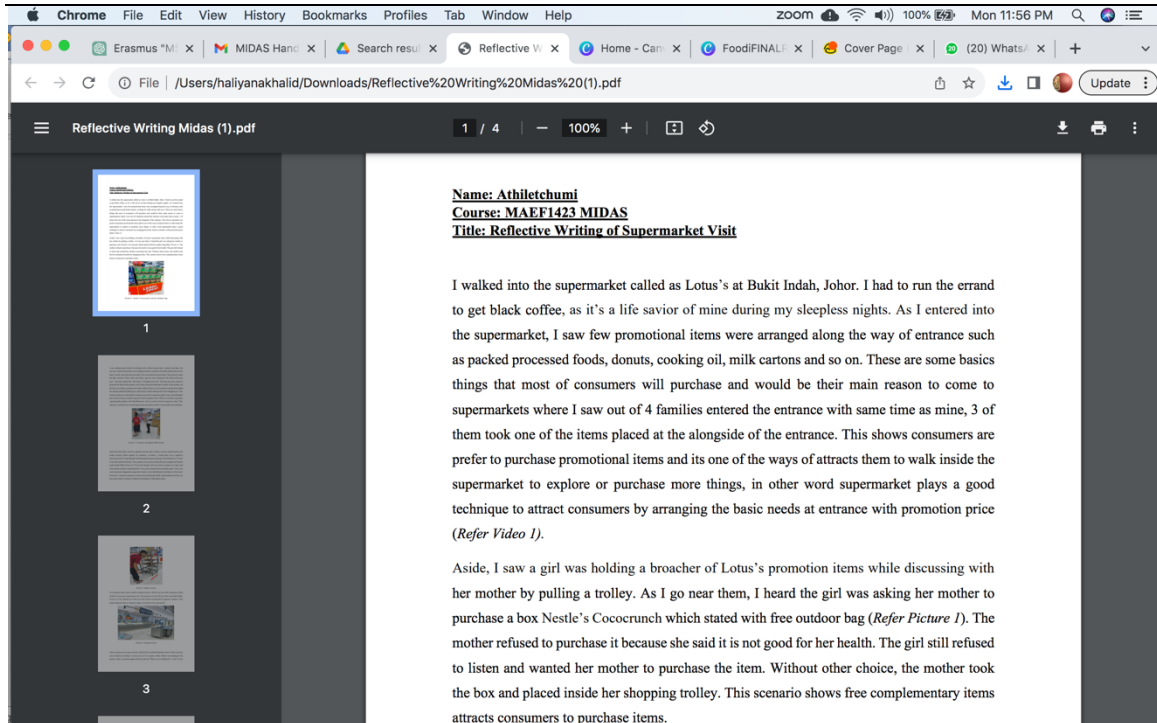 Chrome File Edit View History Bookmarks Profiles Tab Window Help zoom 100% Mon 11:56 PM
Erasmus "M MIDAS Hand Search resul Reflective W Home - Can FoodiFINAL Cover Page (20) WhatsA
File /Users/haliyanakhalid/Downloads/Reflective%20Writing%20Midas%20(1).pdf Update
Reflective Writing Midas (1).pdf 1 / 4 100%
Name: Athiletchumi
Course: MAEF1423 MIDAS
Title: Reflective Writing of Supermarket Visit
I walked into the supermarket called as Lotus's at Bukit Indah, Johor. I had to run the errand
to get black coffee, as it's a life savior of mine during my sleepless nights. As I entered into
the supermarket, I saw few promotional items were arranged along the way of entrance such
as packed processed foods, donuts, cooking oil, milk cartons and so on. These are some basics
things that most of consumers will purchase and would be their main reason to come to
supermarkets where I saw out of 4 families entered the entrance with same time as mine, 3 of
them took one of the items placed at the alongside of the entrance. This shows consumers are
prefer to purchase promotional items and its one of the ways of attracts them to walk inside the
supermarket to explore or purchase more things, in other word supermarket plays a good
technique to attract consumers by arranging the basic needs at entrance with promotion price
(Refer Video 1).
Aside, I saw a girl was holding a broacher of Lotus's promotion items while discussing with
her mother by pulling a trolley. As I go near them, I heard the girl was asking her mother to
purchase a box Nestle's Cococrunch which stated with free outdoor bag (Refer Picture 1). The
mother refused to purchase it because she said it is not good for her health. The girl still refused
to listen and wanted her mother to purchase the item. Without other choice, the mother took
the box and placed inside her shopping trolley. This scenario shows free complementary items
attracts consumers to purchase items.
1
2
3